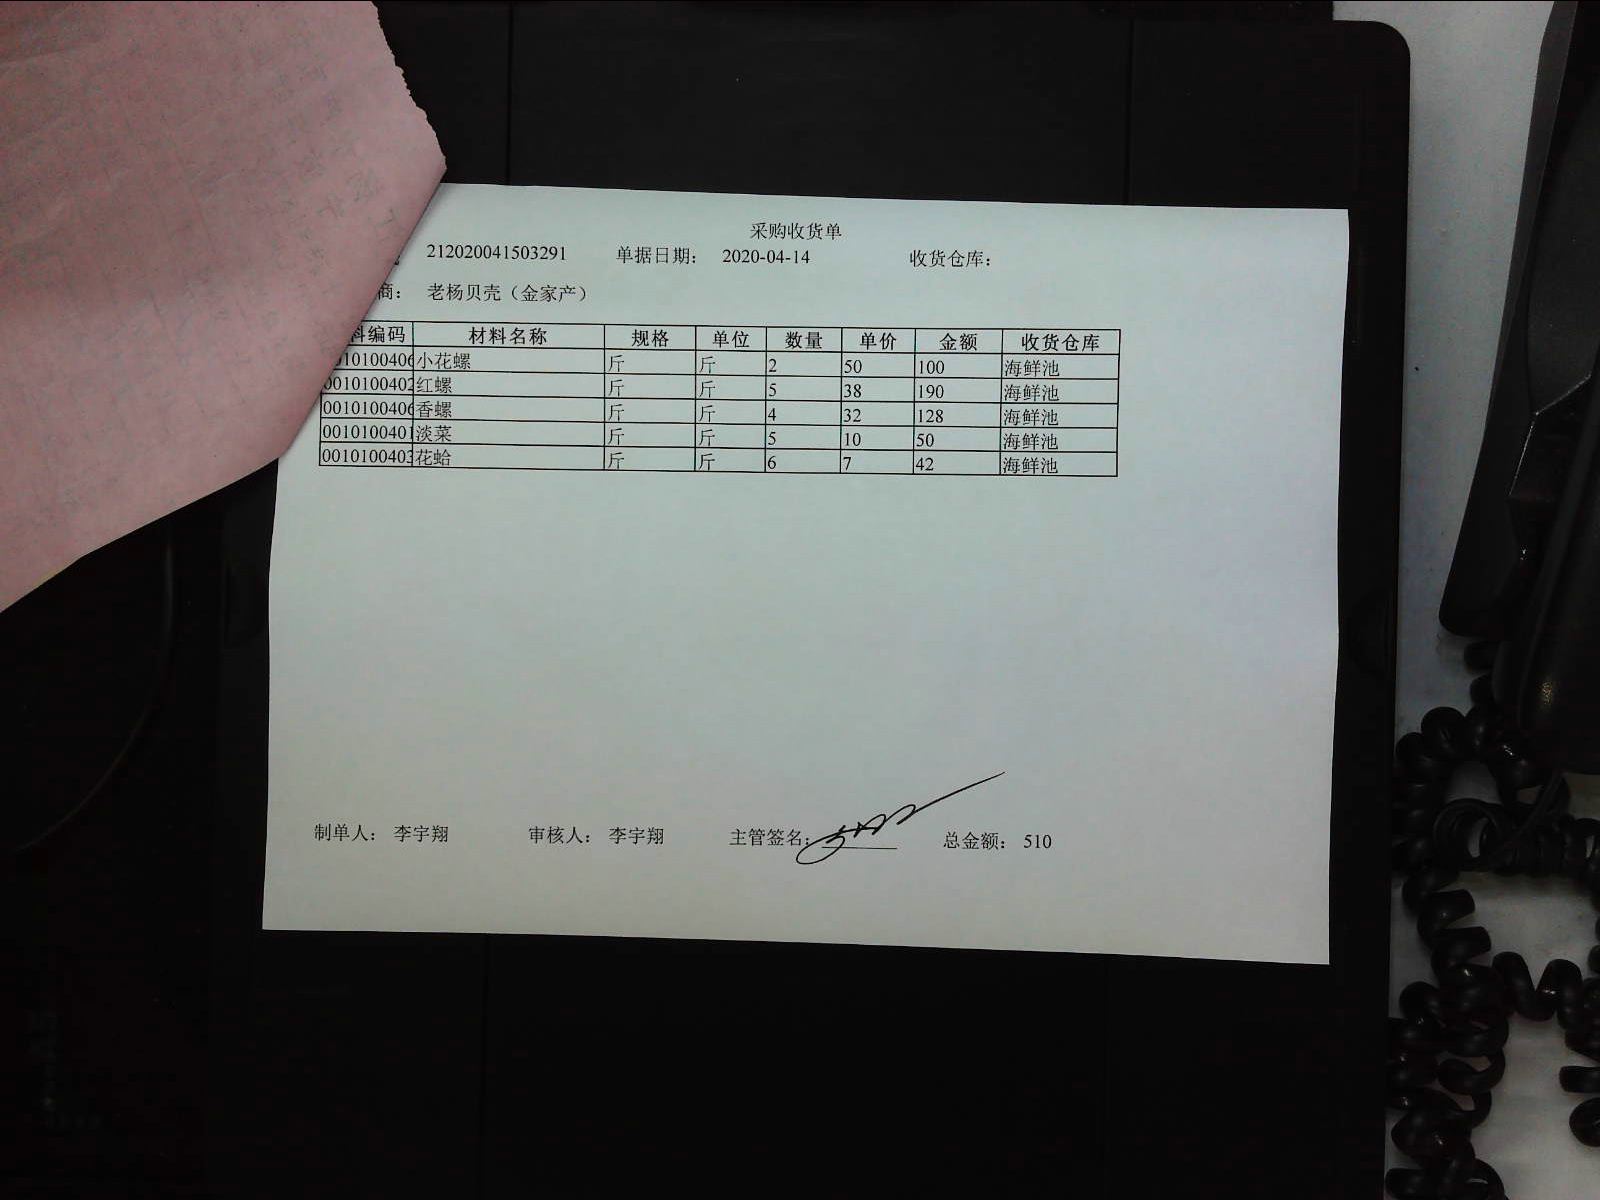 采购收货单
212020041503291 单据日期： 2020-04-14 收货仓库：
商： 老杨贝壳（金家产）
料编码 材料名称 规格 单位 数量 单价 金额 收货仓库
010100406 小花螺 斤 斤 2 50 100 海鲜池
0010100402 红螺 斤 斤 5 38 190 海鲜池
0010100406 香螺 斤 斤 4 32 128 海鲜池
0010100401 淡菜 斤 斤 5 10 50 海鲜池
0010100403 花蛤 斤 斤 6 7 42 海鲜池
制单人： 李宇翔 审核人： 李宇翔 主管签名： 总金额： 510